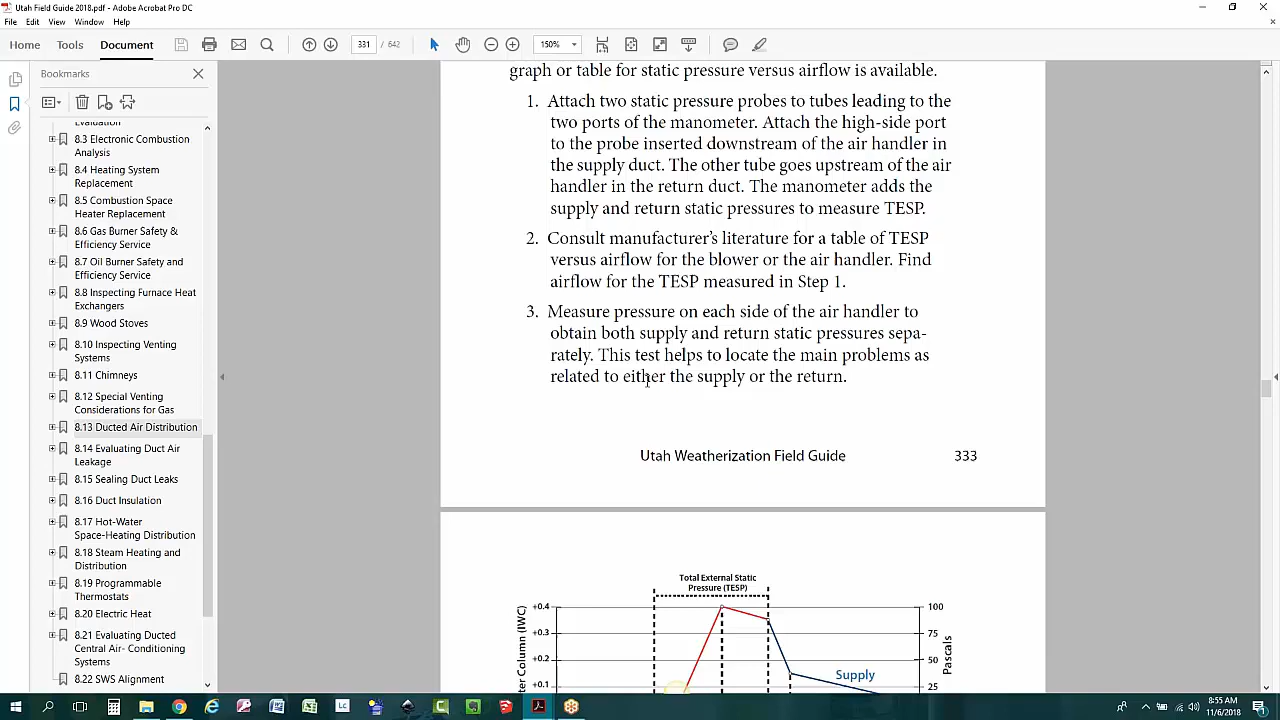 Utah Field Guide 2018.pdf - Adobe Acrobat Pro DC
File Edit View Window Help
Home Tools Document 331 / 642 150%
Bookmarks
Evaluation
8.3 Electronic Combustion
Analysis
8.4 Heating System
Replacement
8.5 Combustion Space
Heater Replacement
8.6 Gas Burner Safety &
Efficiency Service
8.7 Oil Burner Safety and
Efficiency Service
8.8 Inspecting Furnace Heat
Exchangers
8.9 Wood Stoves
8.10 Inspecting Venting
Systems
8.11 Chimneys
8.12 Special Venting
Considerations for Gas
8.13 Ducted Air Distribution
8.14 Evaluating Duct Air
Leakage
8.15 Sealing Duct Leaks
8.16 Duct Insulation
8.17 Hot-Water
Space-Heating Distribution
8.18 Steam Heating and
Distribution
8.19 Programmable
Thermostats
8.20 Electric Heat
8.21 Evaluating Ducted
Central Air- Conditioning
Systems
8.22 SWS Alignment
graph or table for static pressure versus airflow is available.
1. Attach two static pressure probes to tubes leading to the
two ports of the manometer. Attach the high-side port
to the probe inserted downstream of the air handler in
the supply duct. The other tube goes upstream of the air
handler in the return duct. The manometer adds the
supply and return static pressures to measure TESP.
2. Consult manufacturer's literature for a table of TESP
versus airflow for the blower or the air handler. Find
airflow for the TESP measured in Step 1.
3. Measure pressure on each side of the air handler to
obtain both supply and return static pressures sepa-
rately. This test helps to locate the main problems as
related to either the supply or the return.
Utah Weatherization Field Guide 333
Total External Static
Pressure (TESP)
+0.4 100
+0.3 75
+0.2 50
+0.1 25
Column (IWC)
Pascals
Supply
8:55 AM
11/6/2018